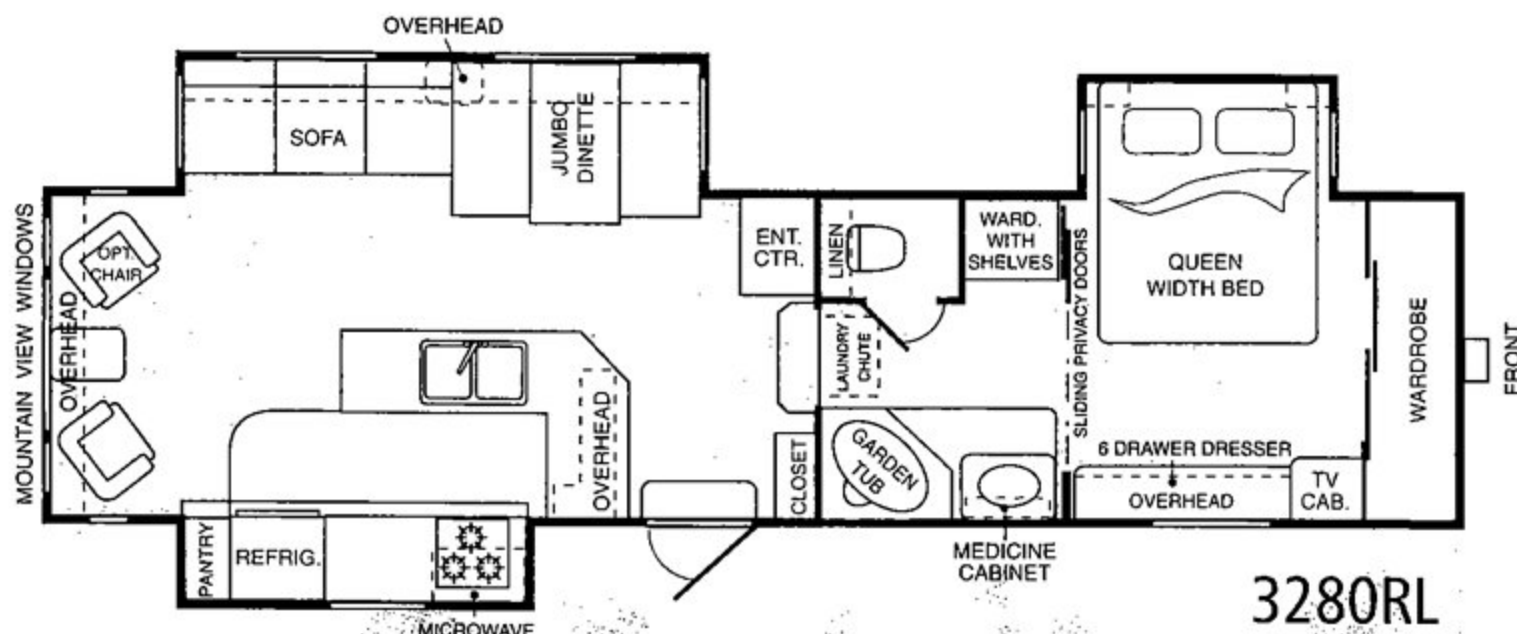 OVERHEAD
SOFA
JUMBO
DINETTE
MOUNTAIN VIEW WINDOWS
OPT.
CHAIR
OVERHEAD
ENT.
CTR.
LINEN
WARD.
WITH
SHELVES
LAUNDRY
CHUTE
SLIDING PRIVACY DOORS
QUEEN
WIDTH BED
WARDROBE
FRONT
OVERHEAD
CLOSET
GARDEN
TUB
6 DRAWER DRESSER
OVERHEAD
TV
CAB.
PANTRY
REFRIG.
MICROWAVE
MEDICINE
CABINET
3280RL